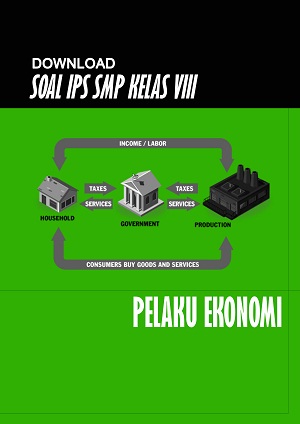 DOWNLOAD
SOAL IPS SMP KELAS VIII
INCOME / LABOR
TAXES
TAXES
SERVICES
SERVICES
HOUSEHOLD
GOVERNMENT
PRODUCTION
CONSUMERS BUY GOODS AND SERVICES
PELAKU EKONOMI